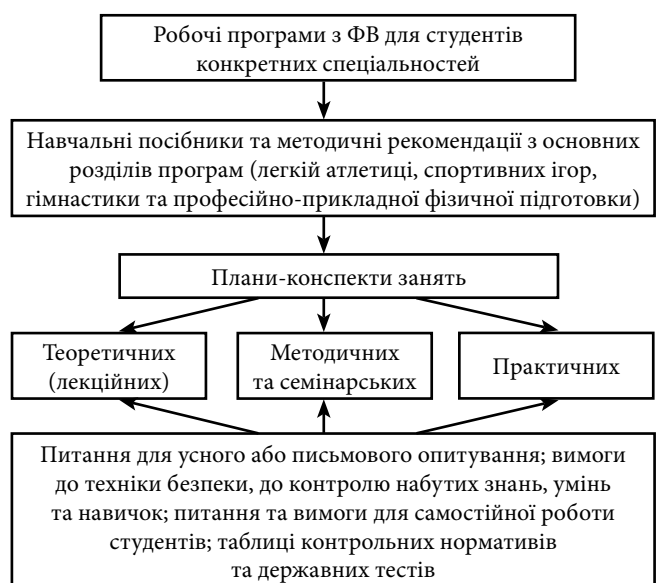 Робочі програми з ФВ для студентів
конкретних спеціальностей
Навчальні посібники та методичні рекомендації з основних
розділів програм (легкій атлетиці, спортивних ігор,
гімнастики та професійно-прикладної фізичної підготовки)
Плани-конспекти занять
Теоретичних
(лекційних)
Методичних
та семінарських
Практичних
Питання для усного або письмового опитування; вимоги
до техніки безпеки, до контролю набутих знань, умінь
та навичок; питання та вимоги для самостійної роботи
студентів; таблиці контрольних нормативів
та державних тестів